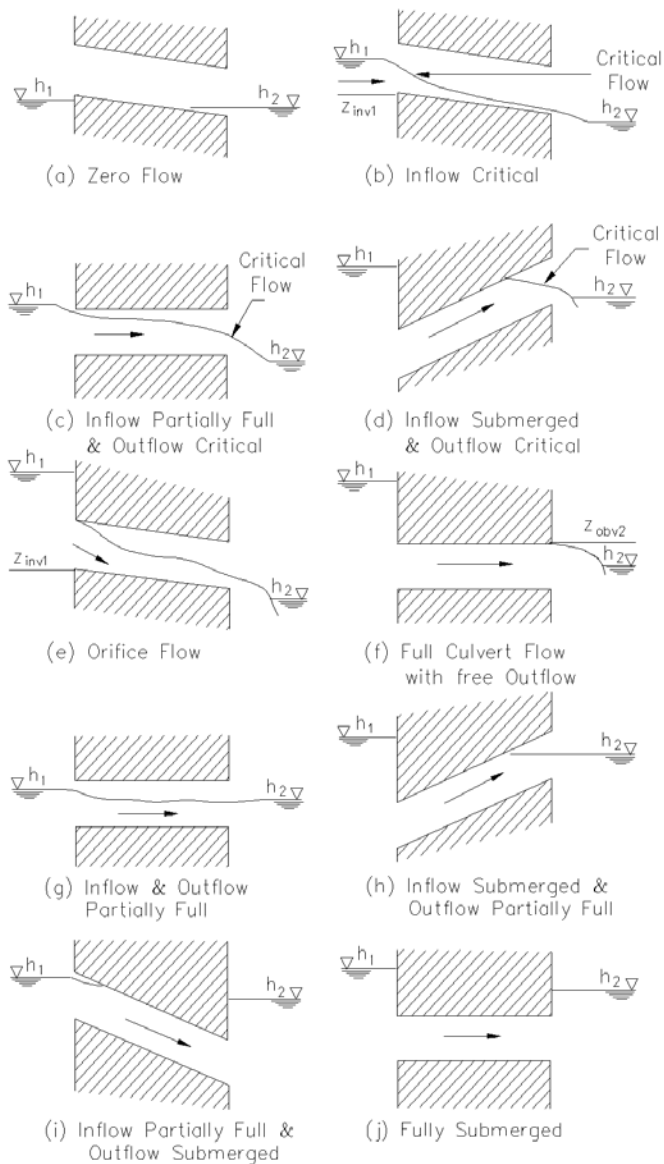 h1
h2
(a) Zero Flow
h1
Critical
Flow
Zinv1
h2
(b) Inflow Critical
h1
Critical
Flow
h2
(c) Inflow Partially Full
& Outflow Critical
h1
Critical
Flow
h2
(d) Inflow Submerged
& Outflow Critical
h1
Zinv1
h2
(e) Orifice Flow
h1
Zobv2
h2
(f) Full Culvert Flow
with free Outflow
h1
h2
(g) Inflow & Outflow
Partially Full
h1
h2
(h) Inflow Submerged &
Outflow Partially Full
h1
h2
(i) Inflow Partially Full &
Outflow Submerged
h1
h2
(j) Fully Submerged